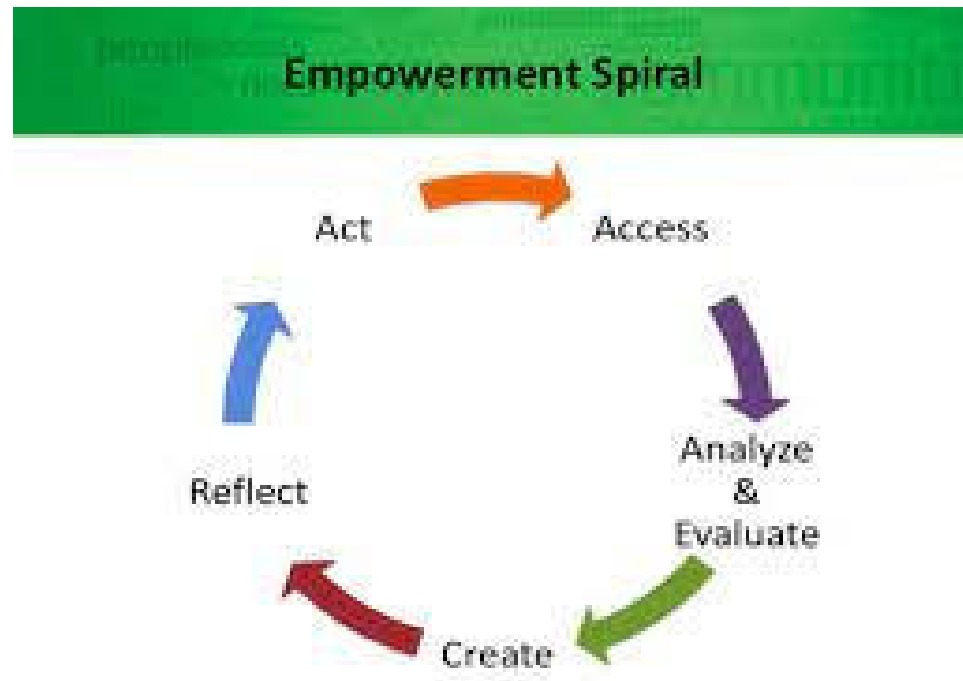 Empowerment Spiral
Act
Access
Analyze
&
Evaluate
Create
Reflect